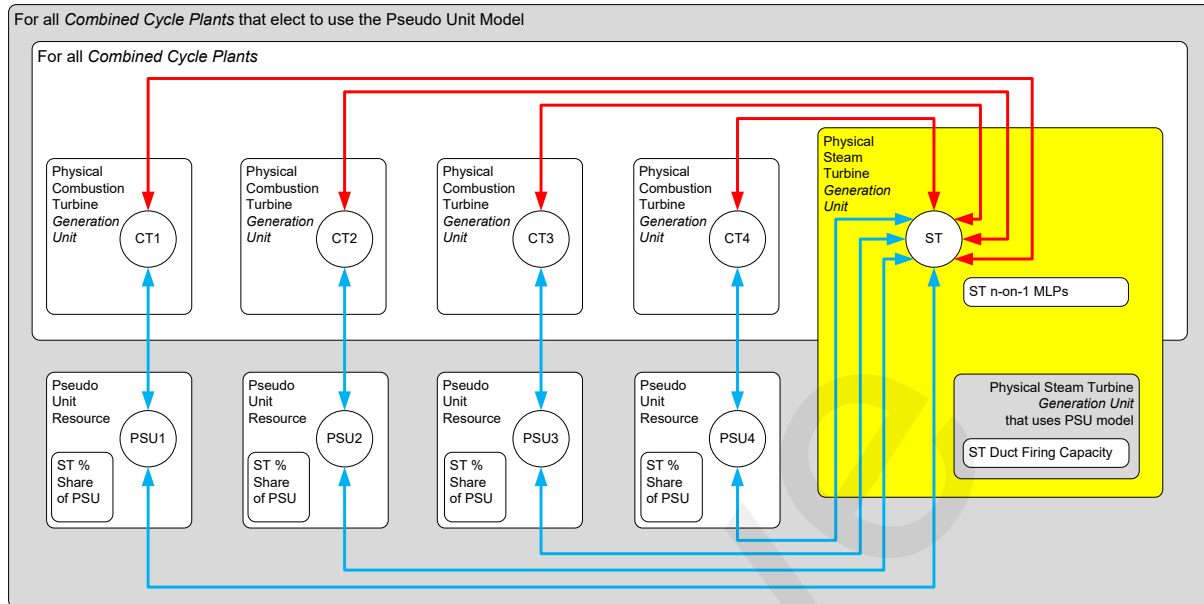 For all Combined Cycle Plants that elect to use the Pseudo Unit Model
For all Combined Cycle Plants
Physical
Combustion
Turbine
Generation
Unit
CT1
Physical
Combustion
Turbine
Generation
Unit
CT2
Physical
Combustion
Turbine
Generation
Unit
CT3
Physical
Combustion
Turbine
Generation
Unit
CT4
Physical
Steam
Turbine
Generation
Unit
ST
ST n-on-1 MLPs
Pseudo
Unit
Resource
PSU1
ST %
Share
of PSU
Pseudo
Unit
Resource
PSU2
ST %
Share
of PSU
Pseudo
Unit
Resource
PSU3
ST %
Share
of PSU
Pseudo
Unit
Resource
PSU4
ST %
Share
of PSU
Physical Steam Turbine
Generation Unit
that uses PSU model
ST Duct Firing Capacity